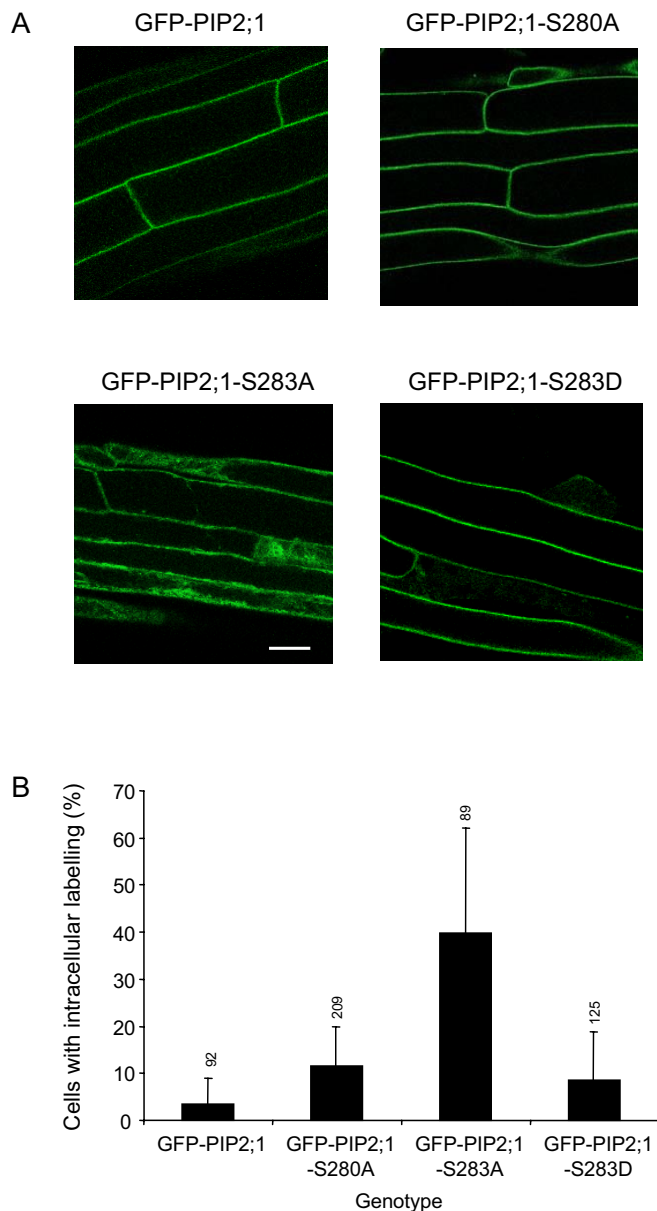 A
GFP-PIP2;1
GFP-PIP2;1-S280A
GFP-PIP2;1-S283A
GFP-PIP2;1-S283D
B
Cells with intracellular labelling (%)
70
60
50
40
30
20
10
0
92
209
89
125
GFP-PIP2;1
GFP-PIP2;1
-S280A
GFP-PIP2;1
-S283A
GFP-PIP2;1
-S283D
Genotype